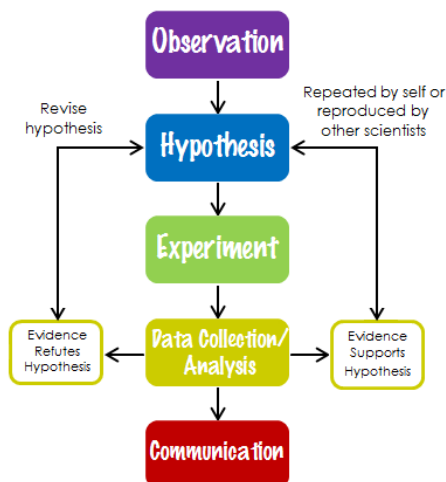 Observation
Revise
hypothesis
Repeated by self or
reproduced by
other scientists
Hypothesis
Experiment
Evidence
Refutes
Hypothesis
Data Collection/
Analysis
Evidence
Supports
Hypothesis
Communication